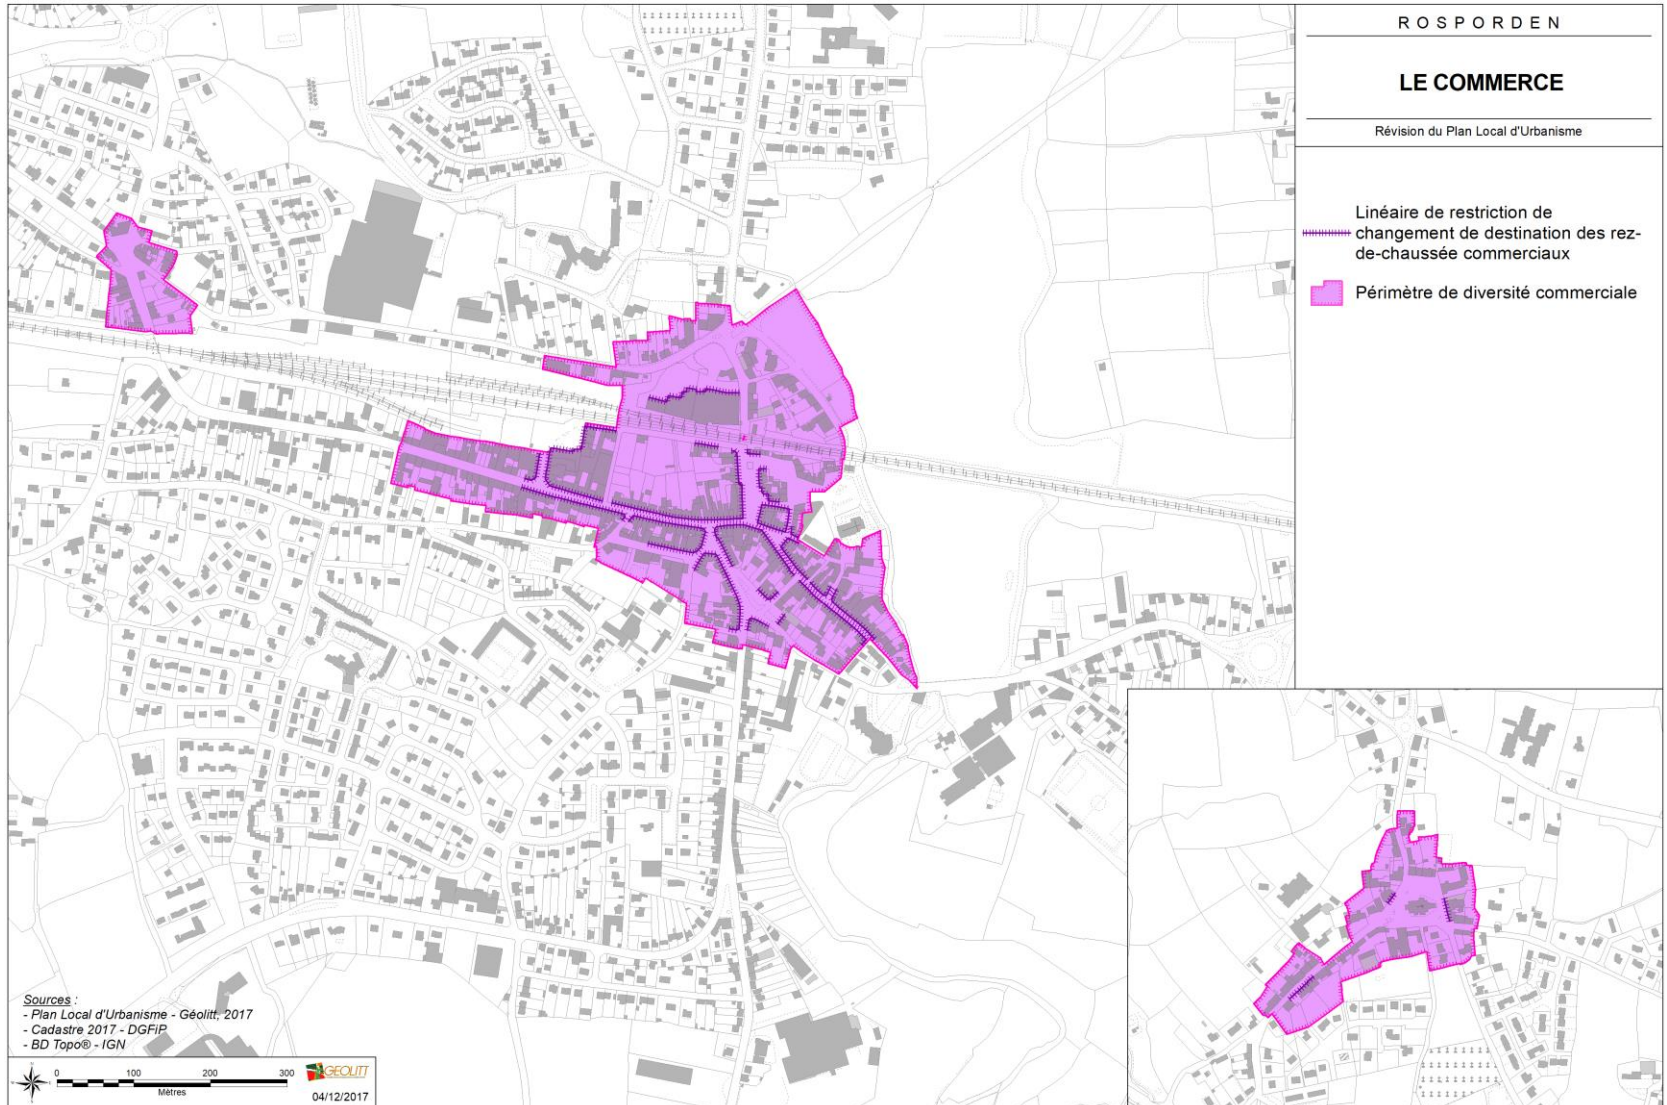 ROSPORDEN
LE COMMERCE
Révision du Plan Local d'Urbanisme
Linéaire de restriction de
changement de destination des rez-
de-chaussée commerciaux
Périmètre de diversité commerciale
Sources :
- Plan Local d'Urbanisme - Géolitt, 2017
- Cadastre 2017 - DGFiP
- BD Topo® - IGN
0 100 200 300
Mètres
GEOLITT
04/12/2017